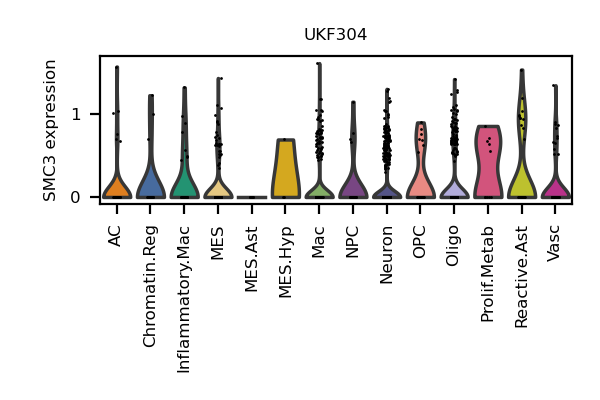 UKF304
SMC3 expression
1
0
AC
Chromatin.Reg
Inflammatory.Mac
MES
MES.Ast
MES.Hyp
Mac
NPC
Neuron
OPC
Oligo
Prolif.Metab
Reactive.Ast
Vasc